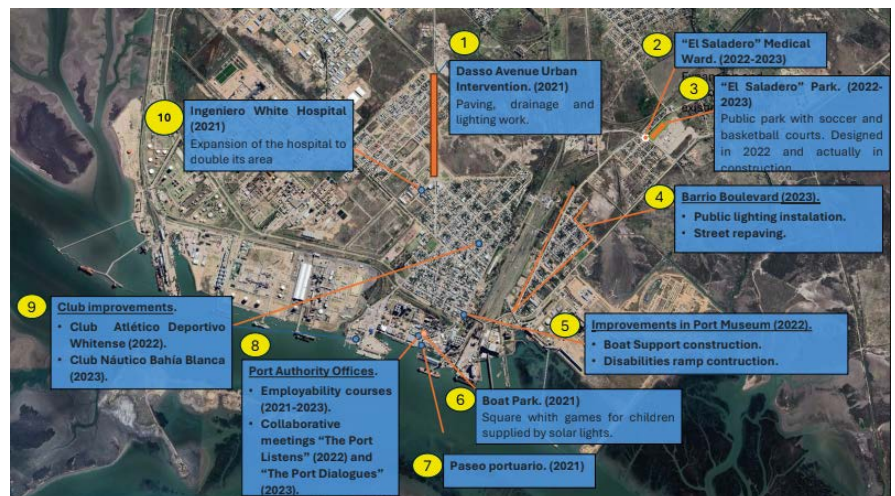 1
Dasso Avenue Urban
Intervention. (2021)
Paving, drainage and
lighting work.
2
“El Saladero” Medical
Ward. (2022-2023)
3
“El Saladero” Park. (2022-
2023)
Public park with soccer and
basketball courts. Designed
in 2022 and actually in
construction
10
Ingeniero White Hospital
(2021)
Expansion of the hospital to
double its area
4
Barrio Boulevard (2023).
• Public lighting instalation.
• Street repaving.
9
Club improvements.
• Club Atlético Deportivo
Whitense (2022).
• Club Náutico Bahía Blanca
(2023).
8
Port Authority Offices.
• Employability courses
(2021-2023).
• Collaborative
meetings “The Port
Listens” (2022) and
“The Port Dialogues”
(2023).
5
Improvements in Port Museum (2022).
• Boat Support construction.
• Disabilities ramp contruction.
6
Boat Park. (2021)
Square whith games for children
supplied by solar lights.
7
Paseo portuario. (2021)